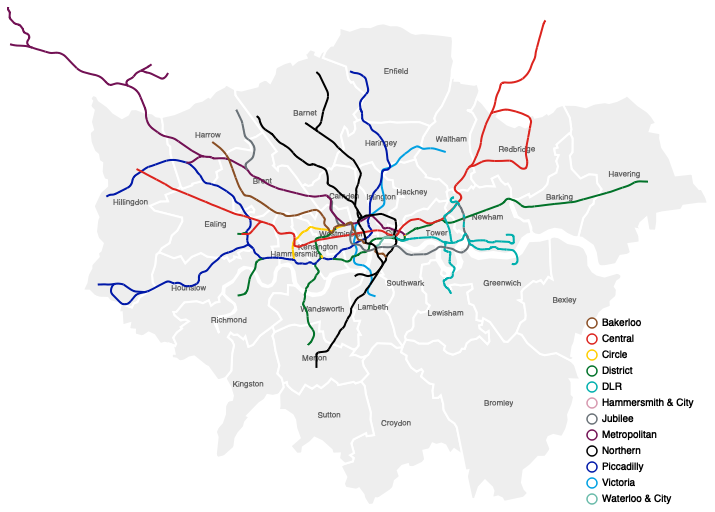 Enfield
Barnet
Haringey
Waltham
Harrow
Redbridge
Brent
Havering
Barking
Camden
Islington
Hackney
Hillingdon
Newham
Ealing
Westminster
City
Tower
Kensington
Hammersmith
Hounslow
Southwark
Greenwich
Bexley
Wandsworth
Lambeth
Lewisham
Richmond
Merton
Kingston
Sutton
Croydon
Bromley
Bakerloo
Central
Circle
District
DLR
Hammersmith & City
Jubilee
Metropolitan
Northern
Piccadilly
Victoria
Waterloo & City